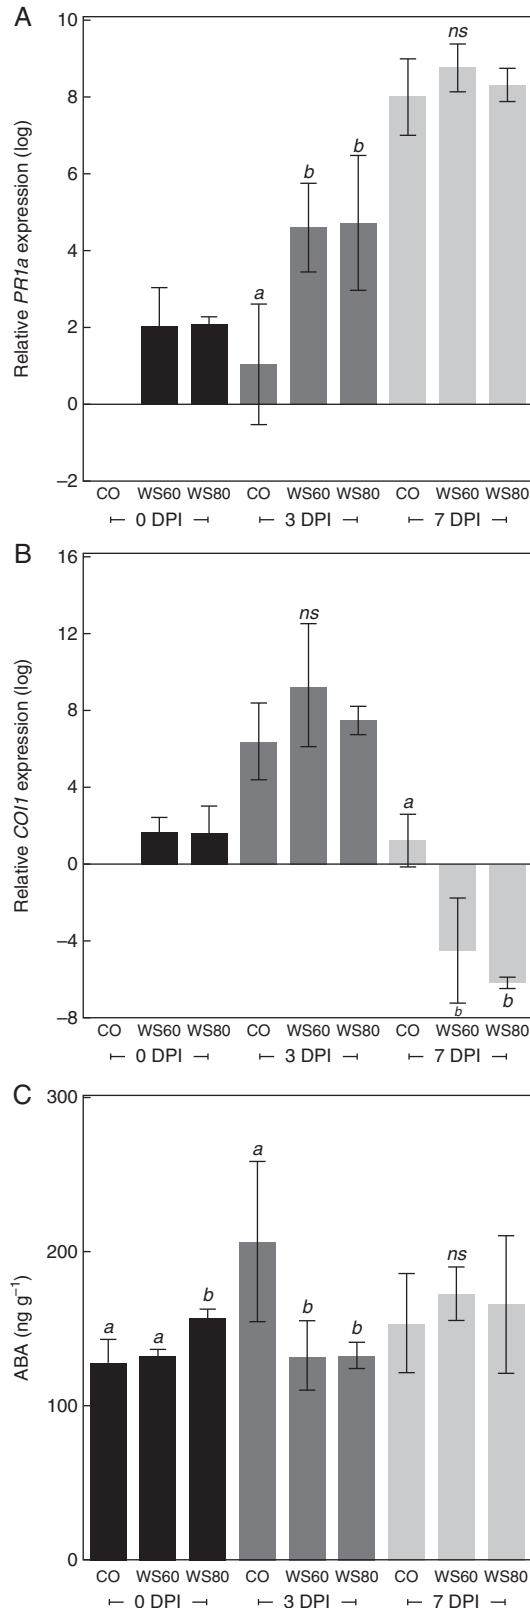 A
Relative PR1a expression (log)
10
8
6
4
2
0
–2
a
b
b
ns
CO WS60 WS80 CO WS60 WS80 CO WS60 WS80
0 DPI 3 DPI 7 DPI
B
Relative COI1 expression (log)
16
12
8
4
0
–4
–8
ns
a
b
b
CO WS60 WS80 CO WS60 WS80 CO WS60 WS80
0 DPI 3 DPI 7 DPI
C
ABA (ng g⁻¹)
300
200
100
0
a
a
b
a
b
b
ns
CO WS60 WS80 CO WS60 WS80 CO WS60 WS80
0 DPI 3 DPI 7 DPI